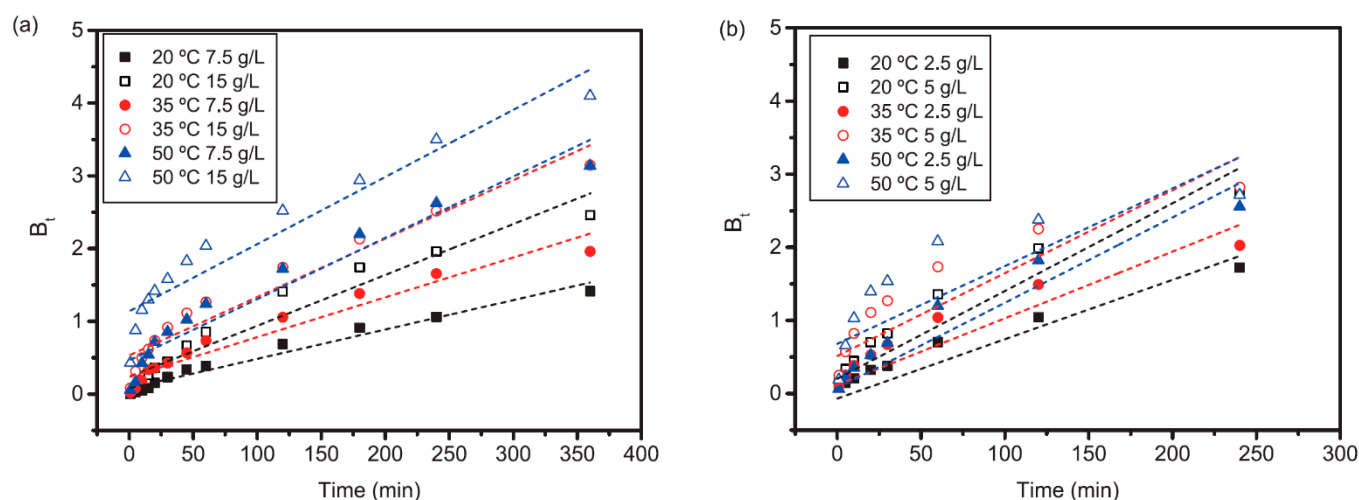 (a)
5
4
3
2
1
0
Bt
20 ºC 7.5 g/L
20 ºC 15 g/L
35 ºC 7.5 g/L
35 ºC 15 g/L
50 ºC 7.5 g/L
50 ºC 15 g/L
0 50 100 150 200 250 300 350 400
Time (min)
(b)
5
4
3
2
1
0
Bt
20 ºC 2.5 g/L
20 ºC 5 g/L
35 ºC 2.5 g/L
35 ºC 5 g/L
50 ºC 2.5 g/L
50 ºC 5 g/L
0 50 100 150 200 250 300
Time (min)